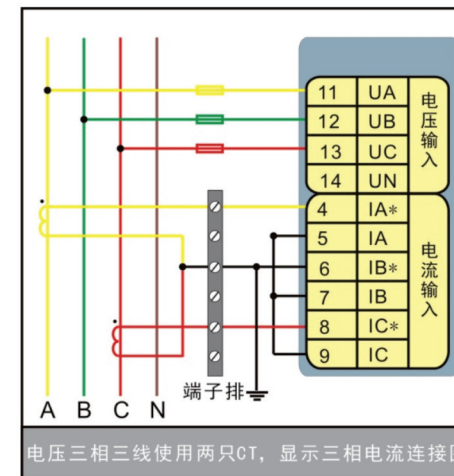 11 UA
12 UB
13 UC
14 UN
电压输入
4 IA*
5 IA
6 IB*
7 IB
8 IC*
9 IC
电流输入
端子排
A B C N
电压三相三线使用两只CT，显示三相电流连接